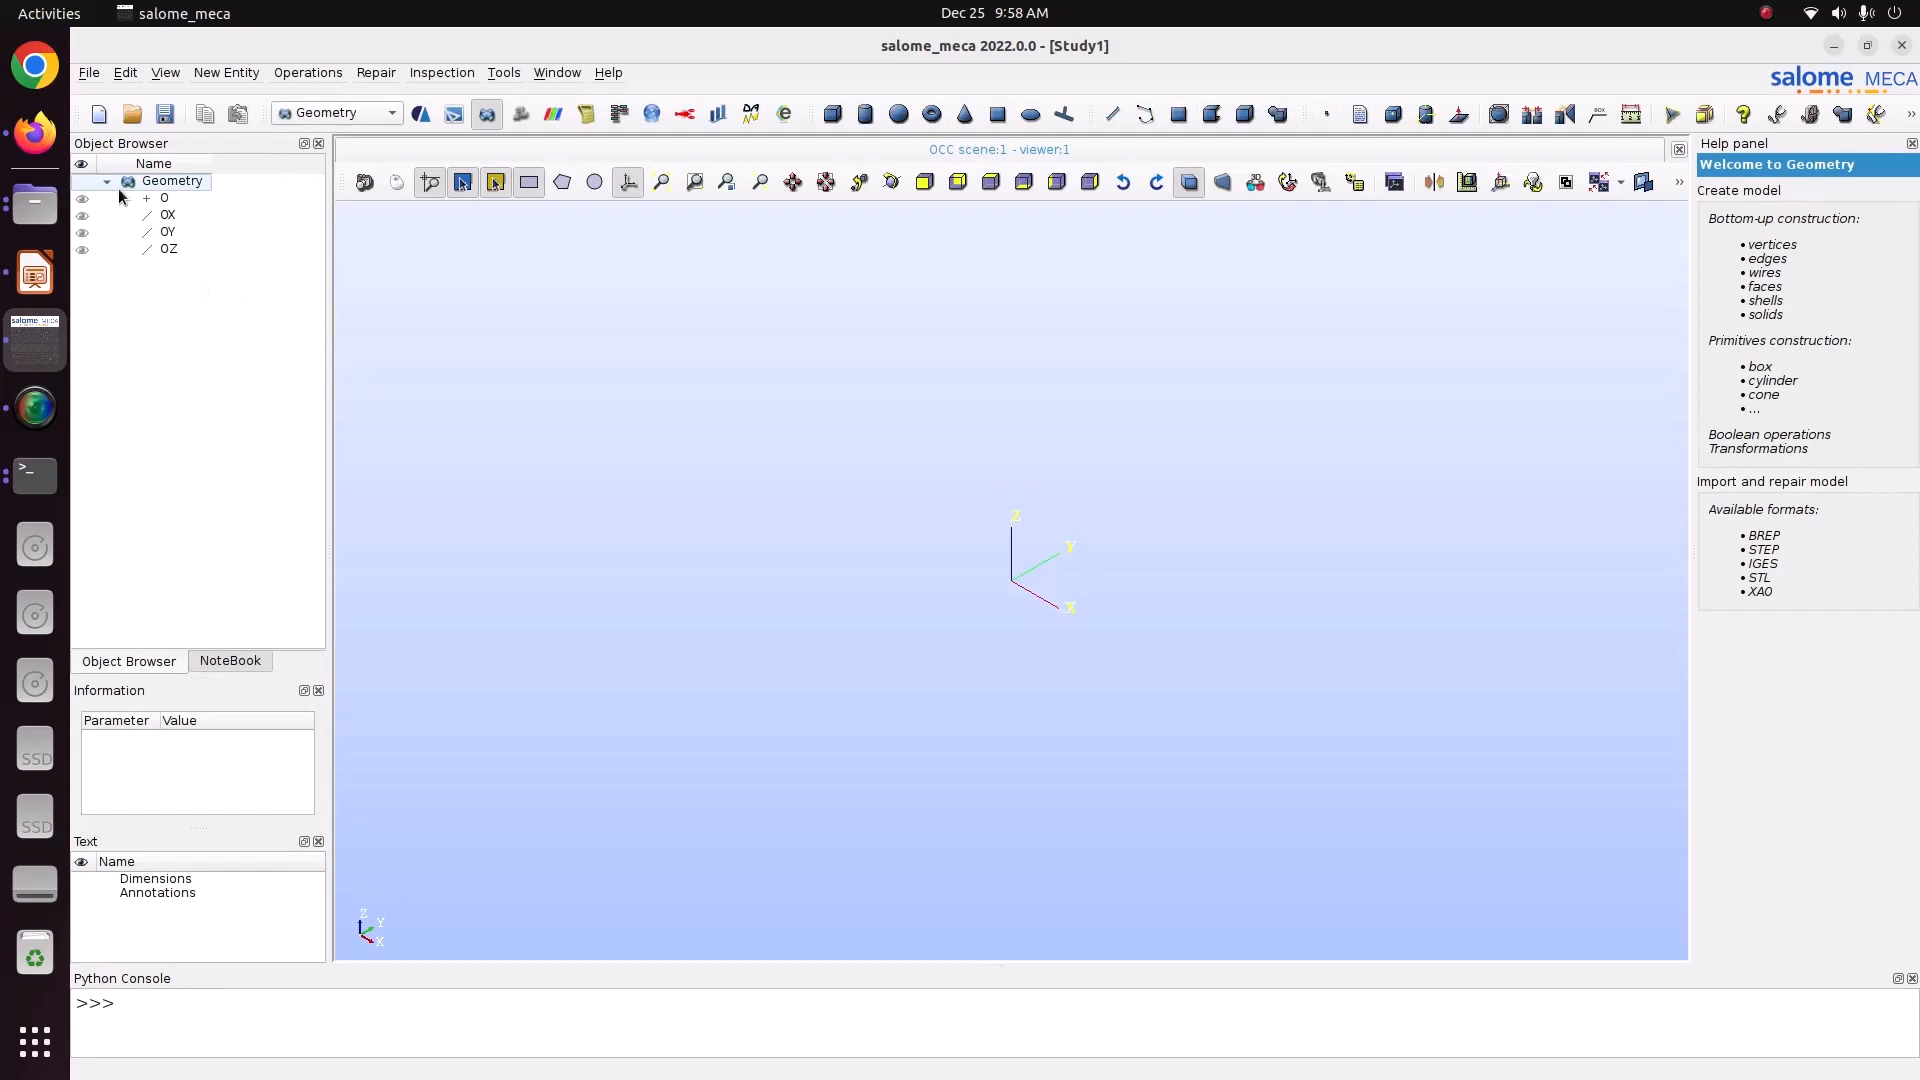 Activities
salome_meca
Dec 25 9:58 AM
salome_meca 2022.0.0 - [Study1]
File Edit View New Entity Operations Repair Inspection Tools Window Help
salome MECA
Geometry
Object Browser
Name
Geometry
O
OX
OY
OZ
Object Browser
NoteBook
Information
Parameter Value
Text
Name
Dimensions
Annotations
OCC scene:1 - viewer:1
Z
Y
X
Z
Y
X
Help panel
Welcome to Geometry
Create model
Bottom-up construction:
• vertices
• edges
• wires
• faces
• shells
• solids
Primitives construction:
• box
• cylinder
• cone
• ...
Boolean operations
Transformations
Import and repair model
Available formats:
• BREP
• STEP
• IGES
• STL
• XAO
Python Console
>>>
salome MECA
SSD
SSD